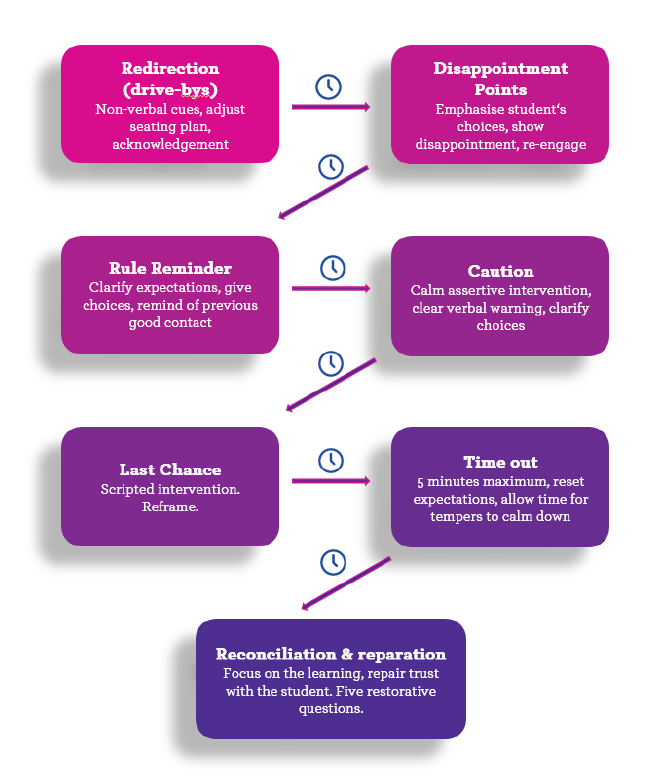 Redirection
(drive-bys)
Non-verbal cues, adjust
seating plan,
acknowledgement
Disappointment
Points
Emphasise student's
choices, show
disappointment, re-engage
Rule Reminder
Clarify expectations, give
choices, remind of previous
good contact
Caution
Calm assertive intervention,
clear verbal warning, clarify
choices
Last Chance
Scripted intervention.
Reframe.
Time out
5 minutes maximum, reset
expectations, allow time for
tempers to calm down
Reconciliation & reparation
Focus on the learning, repair trust
with the student. Five restorative
questions.